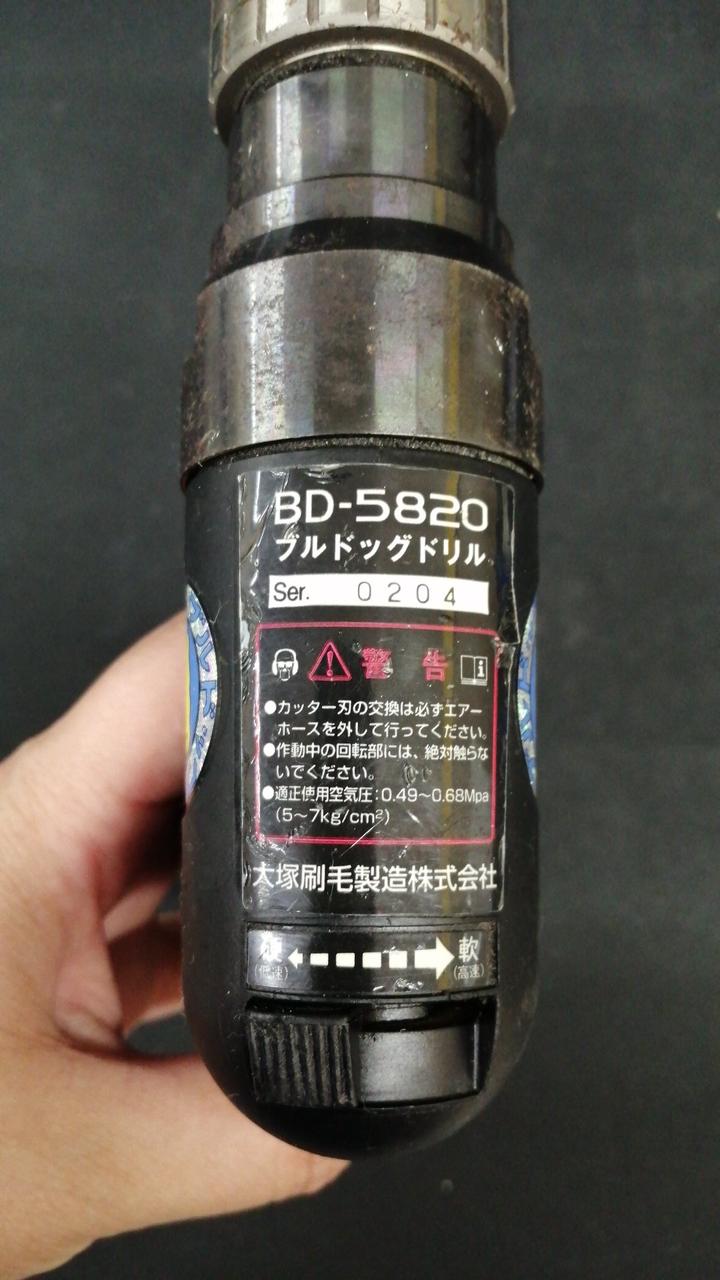 BD-5820
ブルドッグドリル
Ser. 0204
警告
●カッター刃の交換は必ずエアー
ホースを外して行ってください。
●作動中の回転部には、絶対触らな
いでください。
●適正使用空気圧:0.49〜0.68Mpa
(5〜7kg/cm²)
大塚刷毛製造株式会社
軟
(低速) (高速)